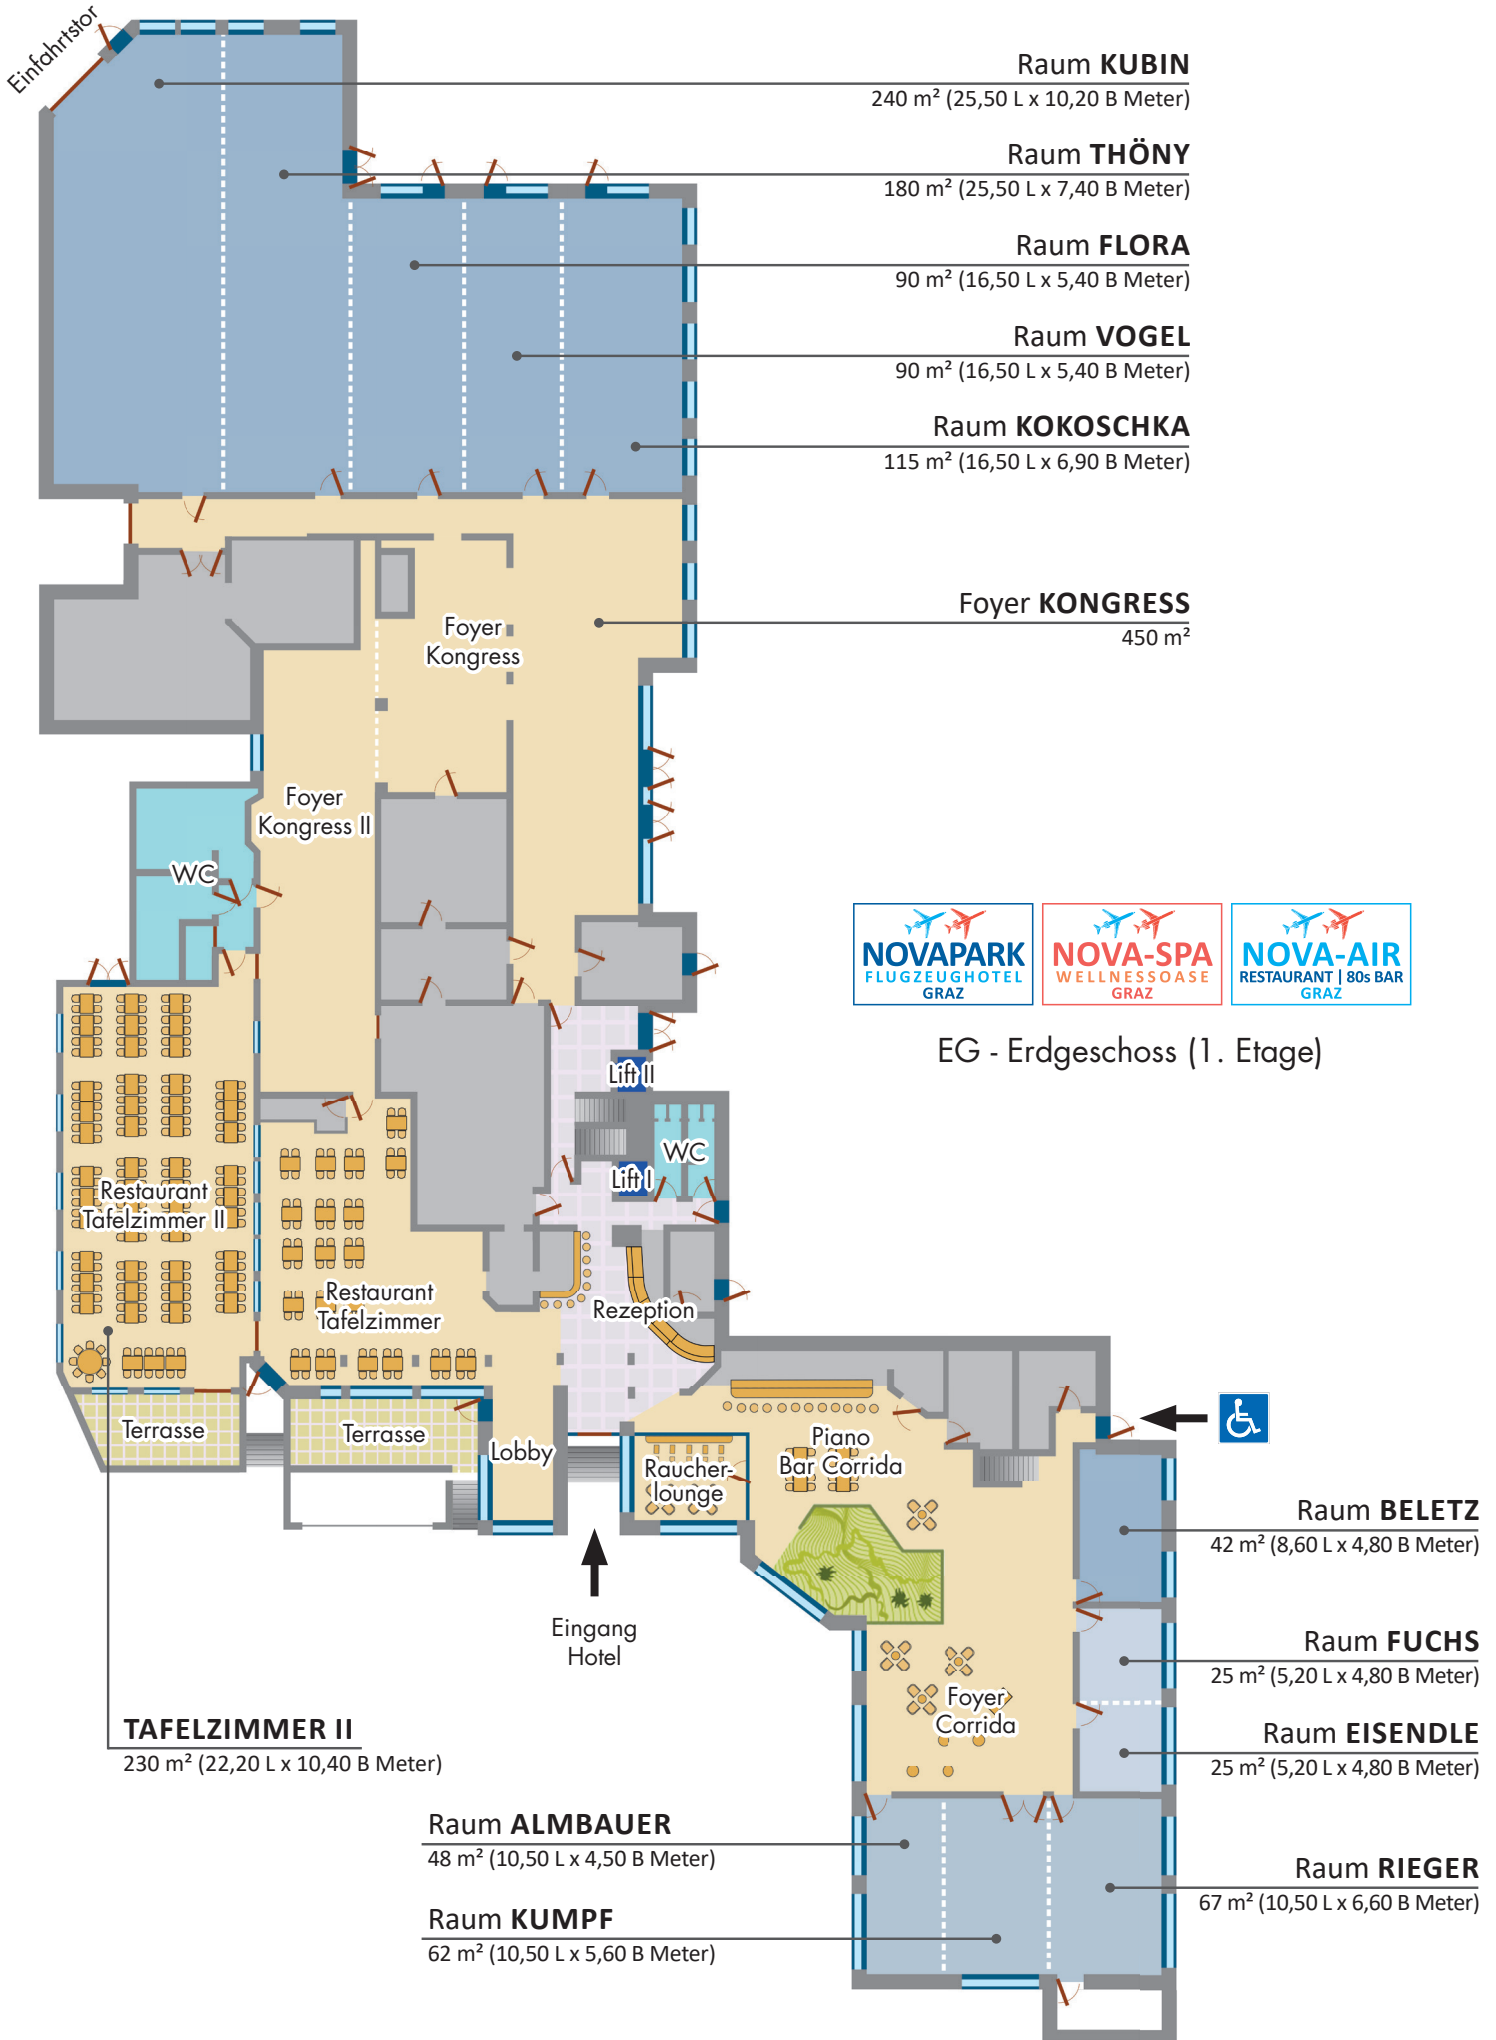 Einfahrtstor
Raum KUBIN
240 m² (25,50 L x 10,20 B Meter)
Raum THÖNY
180 m² (25,50 L x 7,40 B Meter)
Raum FLORA
90 m² (16,50 L x 5,40 B Meter)
Raum VOGEL
90 m² (16,50 L x 5,40 B Meter)
Raum KOKOSCHKA
115 m² (16,50 L x 6,90 B Meter)
Foyer KONGRESS
450 m²
Foyer
Kongress
Foyer
Kongress II
WC
NOVAPARK
FLUGZEUGHOTEL
GRAZ
NOVA-SPA
WELLNESSOASE
GRAZ
NOVA-AIR
RESTAURANT | 80s BAR
GRAZ
EG - Erdgeschoss (1. Etage)
Lift II
WC
Lift I
Restaurant
Tafelzimmer II
Restaurant
Tafelzimmer
Rezeption
Terrasse
Terrasse
Lobby
Raucher-
lounge
Piano
Bar Corrida
Eingang
Hotel
Raum BELETZ
42 m² (8,60 L x 4,80 B Meter)
Raum FUCHS
25 m² (5,20 L x 4,80 B Meter)
Foyer
Corrida
Raum EISENDLE
25 m² (5,20 L x 4,80 B Meter)
TAFELZIMMER II
230 m² (22,20 L x 10,40 B Meter)
Raum ALMBAUER
48 m² (10,50 L x 4,50 B Meter)
Raum RIEGER
67 m² (10,50 L x 6,60 B Meter)
Raum KUMPF
62 m² (10,50 L x 5,60 B Meter)